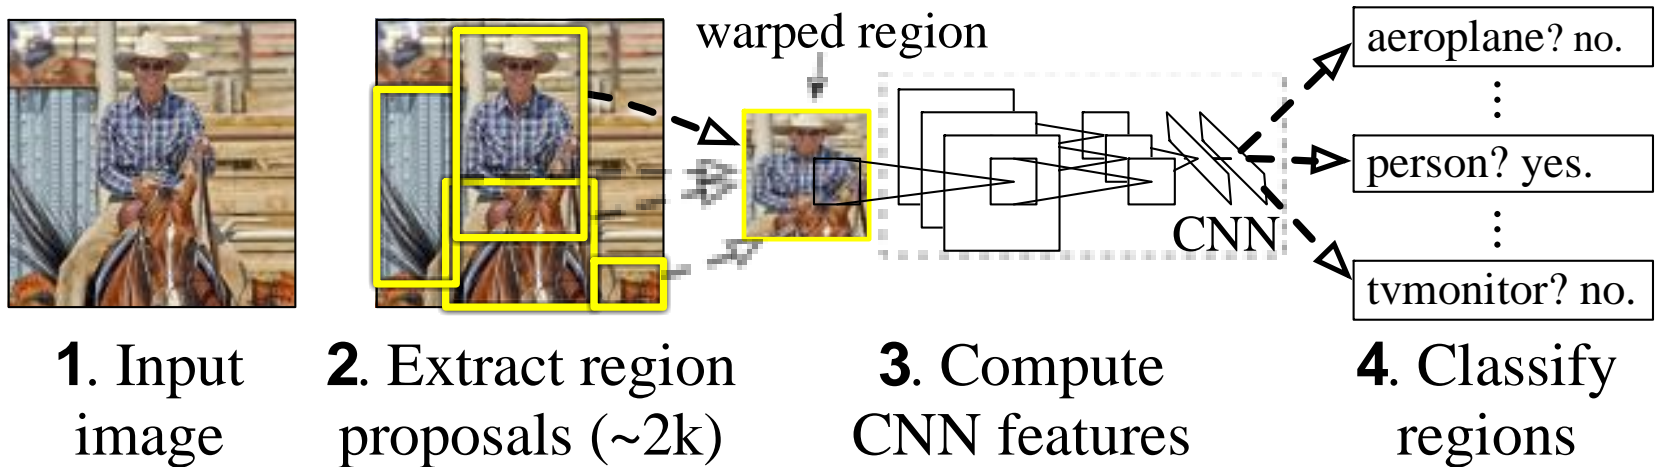 warped region
aeroplane? no.
⋮
person? yes.
CNN
⋮
tvmonitor? no.
1. Input
image
2. Extract region
proposals (~2k)
3. Compute
CNN features
4. Classify
regions